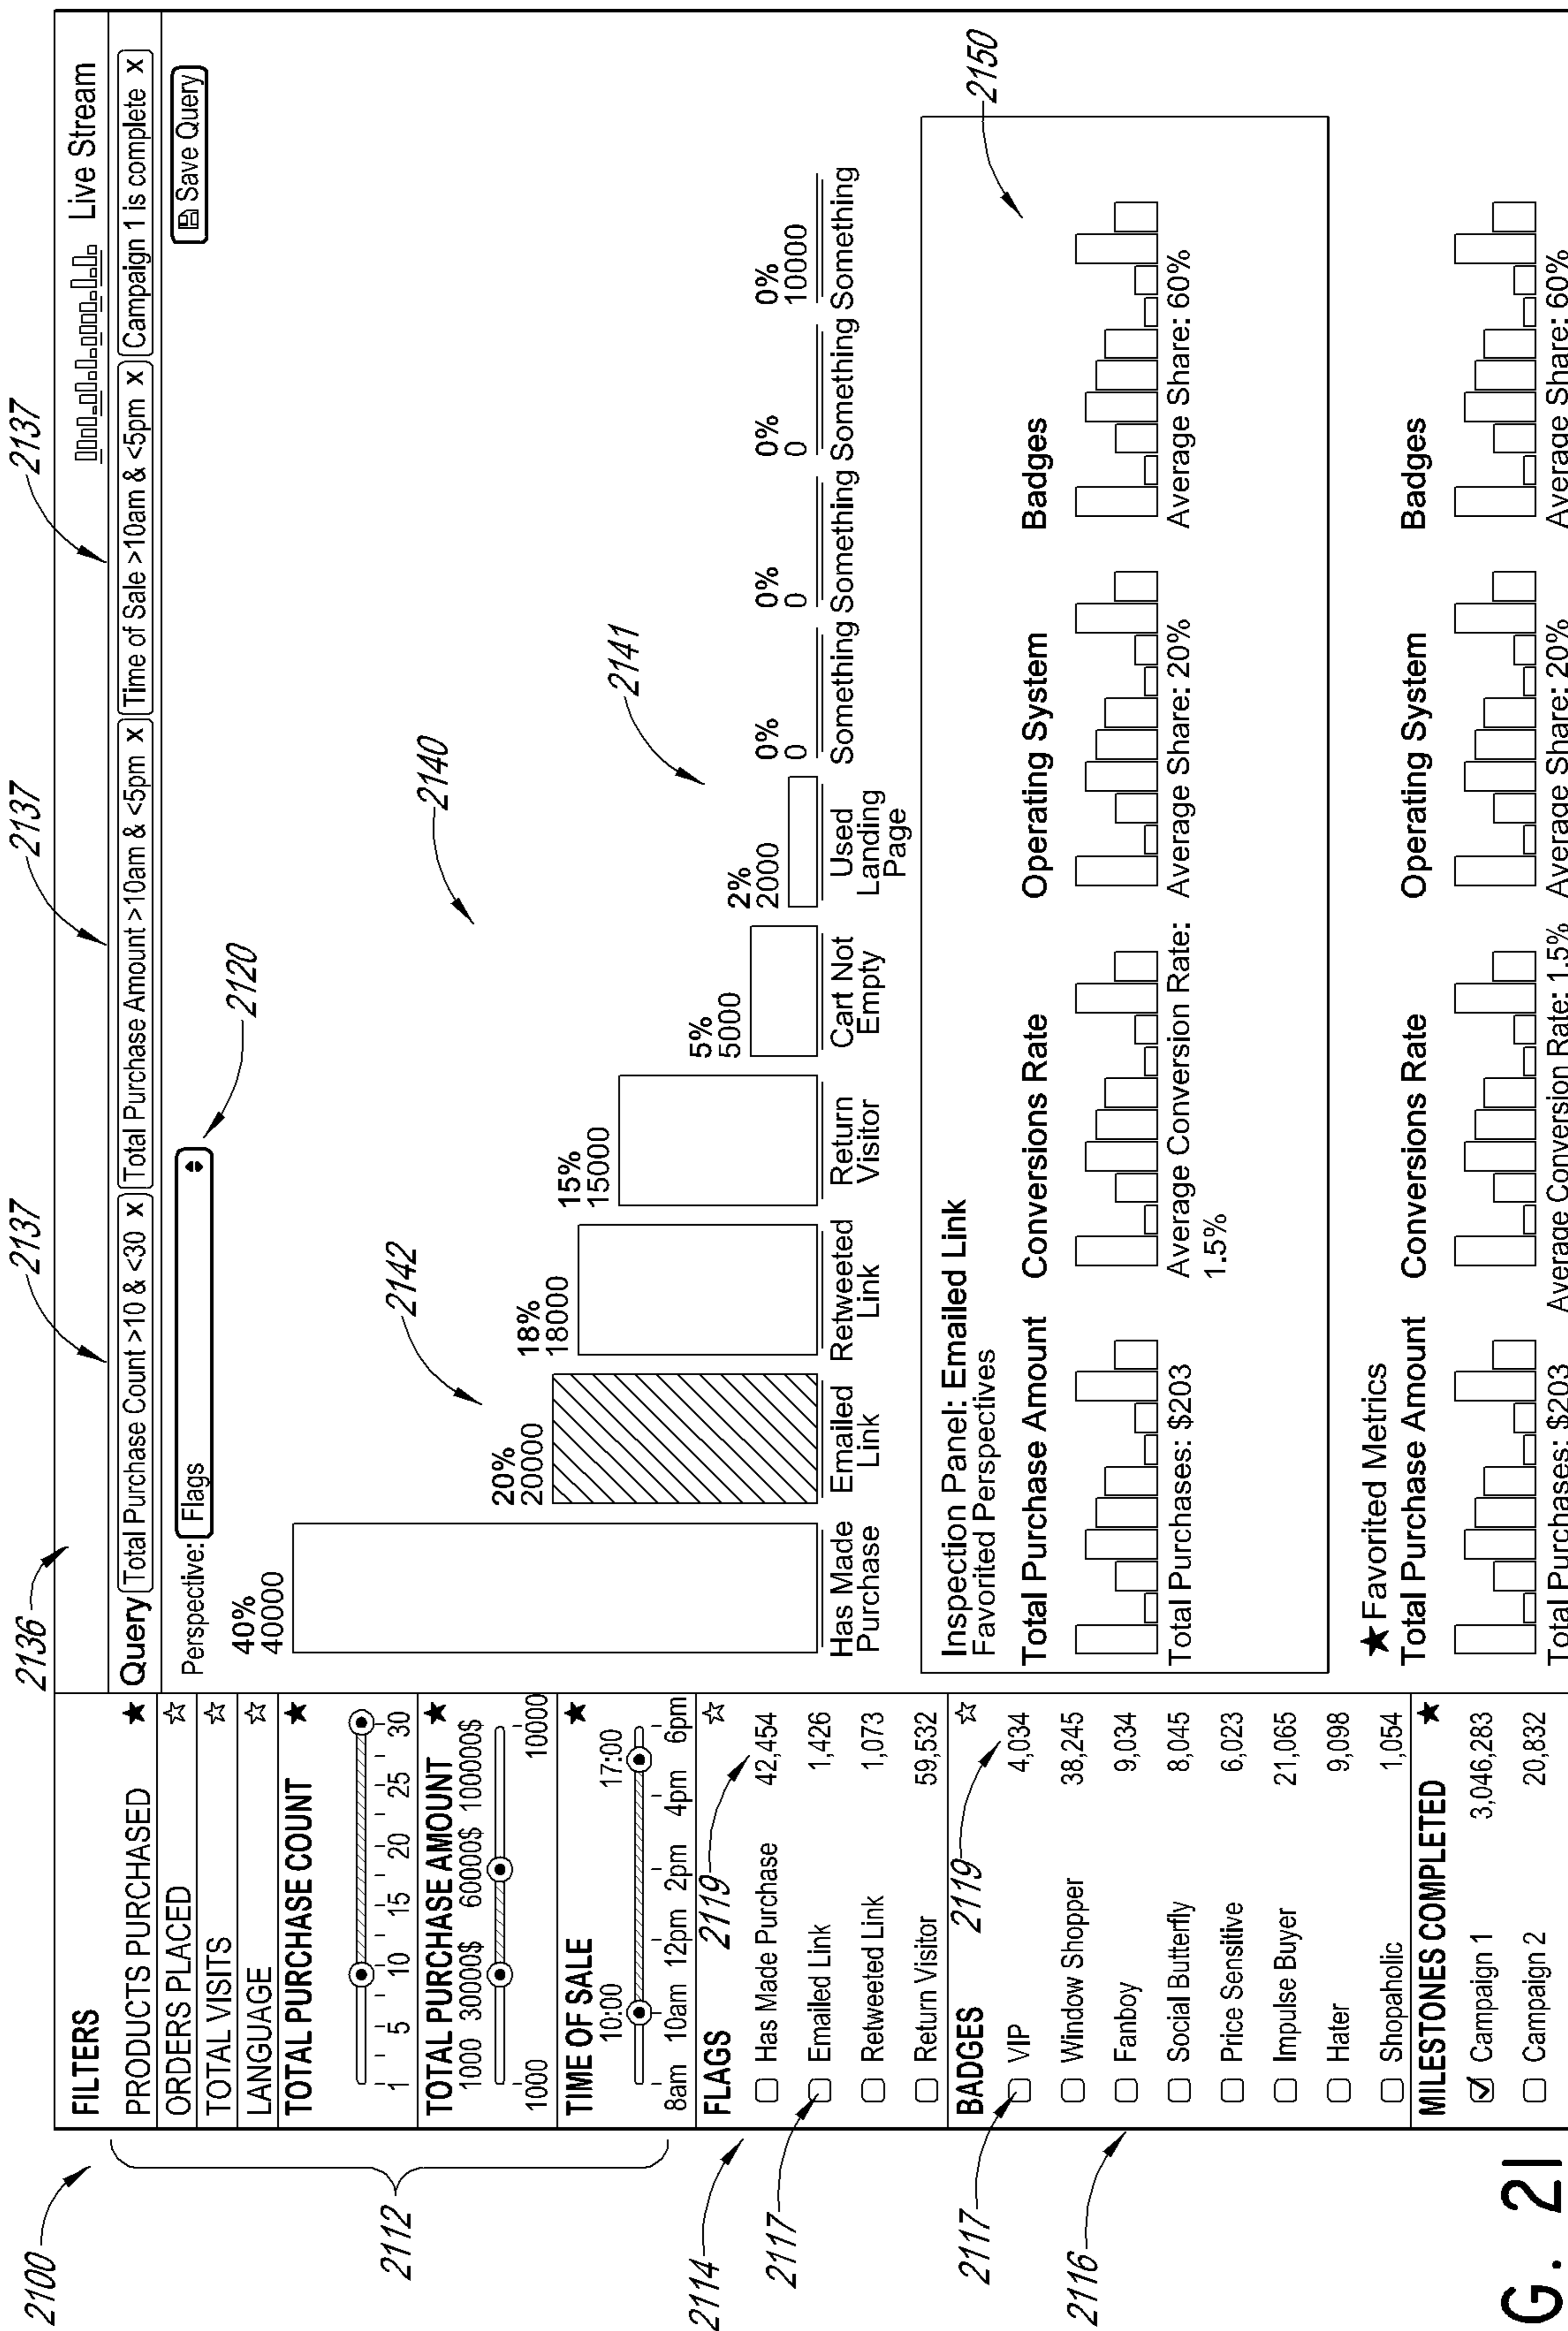 2100
2136
2137
2137
2137
FILTERS
Live Stream
PRODUCTS PURCHASED ★
ORDERS PLACED ☆
TOTAL VISITS ☆
LANGUAGE ☆
TOTAL PURCHASE COUNT ★
1 5 10 15 20 25 30
TOTAL PURCHASE AMOUNT ★
1000 30000$ 60000$ 100000$
1000 10000
TIME OF SALE ★
10:00 17:00
8am 10am 12pm 2pm 4pm 6pm
2112
FLAGS ☆
2114
2119
Has Made Purchase 42,454
Emailed Link 1,426
2117
Retweeted Link 1,073
Return Visitor 59,532
BADGES ☆
2119
2117
VIP 4,034
Window Shopper 38,245
Fanboy 9,034
2116
Social Butterfly 8,045
Price Sensitive 6,023
Impulse Buyer 21,065
Hater 9,098
Shopaholic 1,054
MILESTONES COMPLETED ★
Campaign 1 3,046,283
Campaign 2 20,832
Query Total Purchase Count >10 & <30 X Total Purchase Amount >10am & <5pm X Time of Sale >10am & <5pm X Campaign 1 is complete X
Perspective: Flags
2120
Save Query
40%
40000
Has Made
Purchase
2142
20%
20000
Emailed
Link
18%
18000
Retweeted
Link
15%
15000
Return
Visitor
2140
5%
5000
Cart Not
Empty
2141
2%
2000
Used
Landing
Page
0%
0
Something
0%
0
Something
0%
0
Something
0%
10000
Something
Inspection Panel: Emailed Link
Favorited Perspectives
2150
Total Purchase Amount
Total Purchases: $203
Conversions Rate
Average Conversion Rate:
1.5%
Operating System
Average Share: 20%
Badges
Average Share: 60%
★ Favorited Metrics
Total Purchase Amount
Total Purchases: $203
Conversions Rate
Average Conversion Rate: 1.5%
Operating System
Average Share: 20%
Badges
Average Share: 60%
G. 21